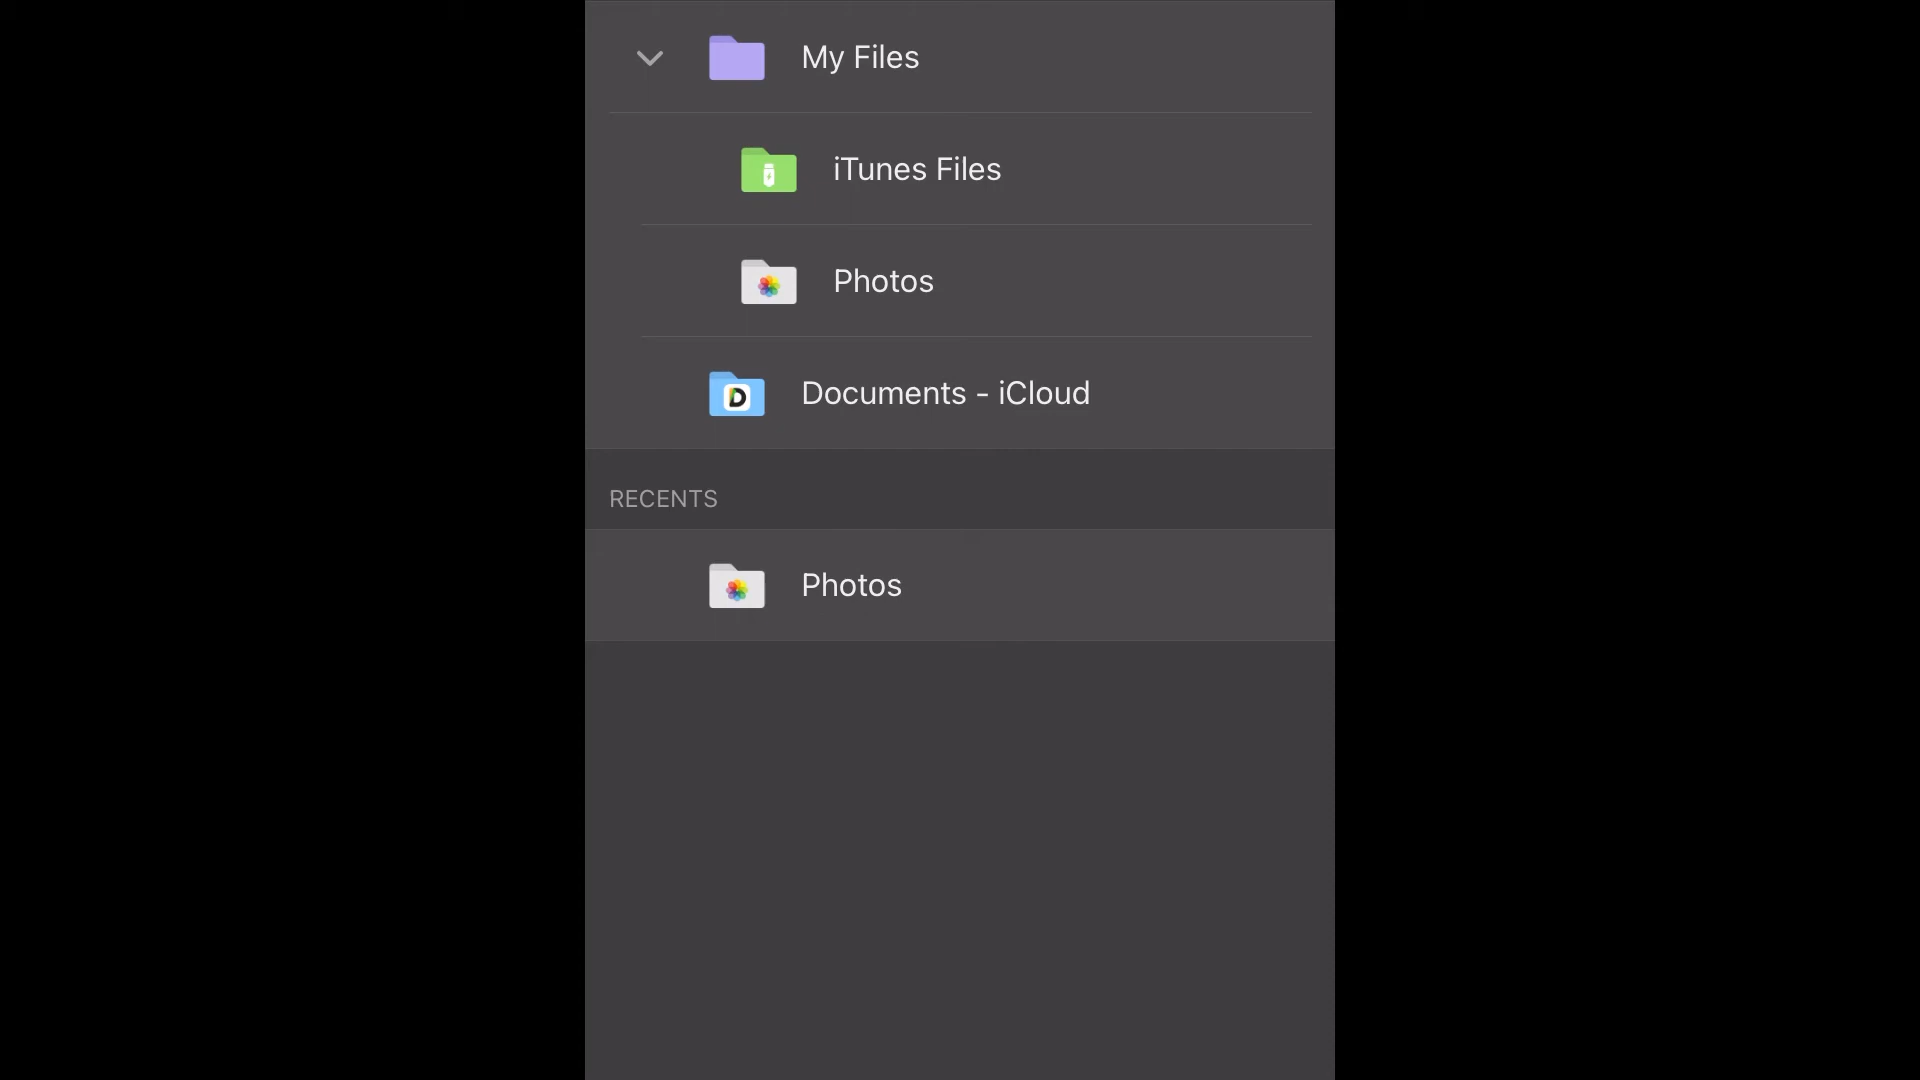 My Files
iTunes Files
Photos
Documents - iCloud
RECENTS
Photos